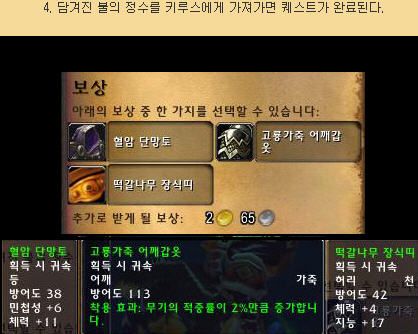 4. 담겨진 불의 정수를 키루스에게 가져가면 퀘스트가 완료된다.
보상
아래의 보상 중 한 가지를 선택할 수 있습니다:
혈암 단망토
고룡가죽 어깨갑옷
떡갈나무 장식띠
추가로 받게 될 보상: 2 65
혈암 단망토
획득 시 귀속
등
방어도 38
민첩성 +6
체력 +11
고룡가죽 어깨갑옷
획득 시 귀속
어깨 가죽
방어도 113
착용 효과: 무기의 적중률이 2%만큼 증가합니다.
떡갈나무 장식띠
획득 시 귀속
허리 천
방어도 42
체력 +4
지능 +17